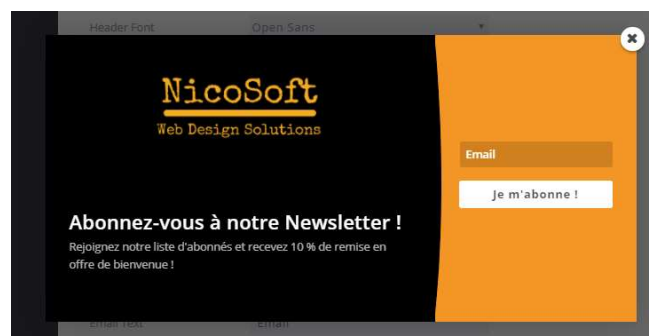 Header Font Open Sans
NicoSoft
Web Design Solutions
Email
Je m'abonne !
Abonnez-vous à notre Newsletter !
Rejoignez notre liste d'abonnés et recevez 10 % de remise en
offre de bienvenue !
Email Text Email